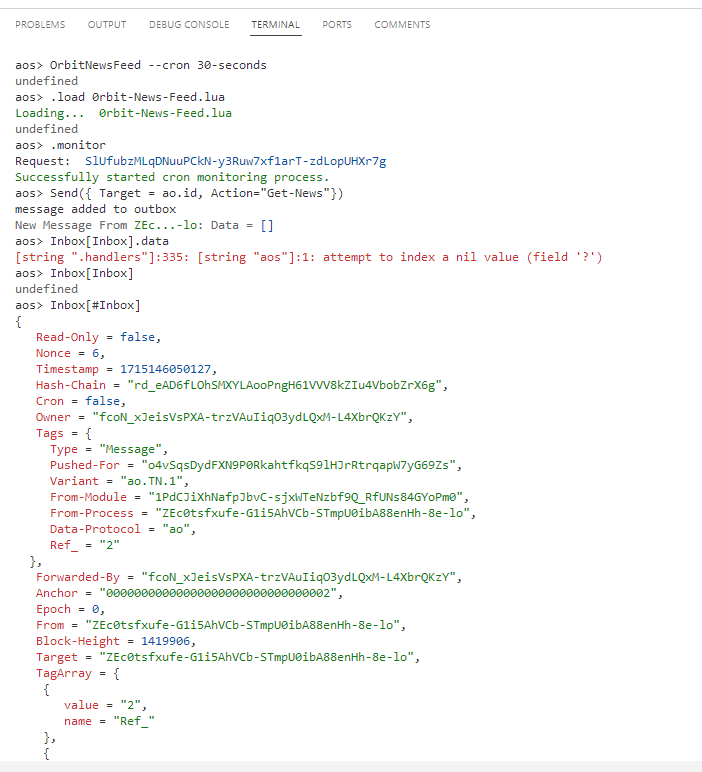 PROBLEMS OUTPUT DEBUG CONSOLE TERMINAL PORTS COMMENTS
aos> OrbitNewsFeed --cron 30-seconds
undefined
aos> .load 0rbit-News-Feed.lua
Loading... 0rbit-News-Feed.lua
undefined
aos> .monitor
Request: SlUfubzMLqDNuuPCkN-y3Ruw7xf1arT-zdLopUHXr7g
Successfully started cron monitoring process.
aos> Send({ Target = ao.id, Action="Get-News"})
message added to outbox
New Message From ZEc...-lo: Data = []
aos> Inbox[Inbox].data
[string ".handlers"]:335: [string "aos"]:1: attempt to index a nil value (field '?')
aos> Inbox[Inbox]
undefined
aos> Inbox[#Inbox]
{
Read-Only = false,
Nonce = 6,
Timestamp = 1715146050127,
Hash-Chain = "rd_eAD6fLOhSMXYLAooPngH61VVV8kZIu4VbobZrX6g",
Cron = false,
Owner = "fcoN_xJeisVsPXA-trzVAuIiqO3ydLQxM-L4XbrQKzY",
Tags = {
Type = "Message",
Pushed-For = "o4vSqsDydFXN9P0RkahtfkqS9lHJrRtrqapW7yG69Zs",
Variant = "ao.TN.1",
From-Module = "1PdCJiXhNafpJbvC-sjxWTeNzbf9Q_RfUNs84GYoPm0",
From-Process = "ZEc0tsfxufe-G1i5AhVCb-STmpU0ibA88enHh-8e-lo",
Data-Protocol = "ao",
Ref_ = "2"
},
Forwarded-By = "fcoN_xJeisVsPXA-trzVAuIiqO3ydLQxM-L4XbrQKzY",
Anchor = "00000000000000000000000000000002",
Epoch = 0,
From = "ZEc0tsfxufe-G1i5AhVCb-STmpU0ibA88enHh-8e-lo",
Block-Height = 1419906,
Target = "ZEc0tsfxufe-G1i5AhVCb-STmpU0ibA88enHh-8e-lo",
TagArray = {
{
value = "2",
name = "Ref_"
},
{